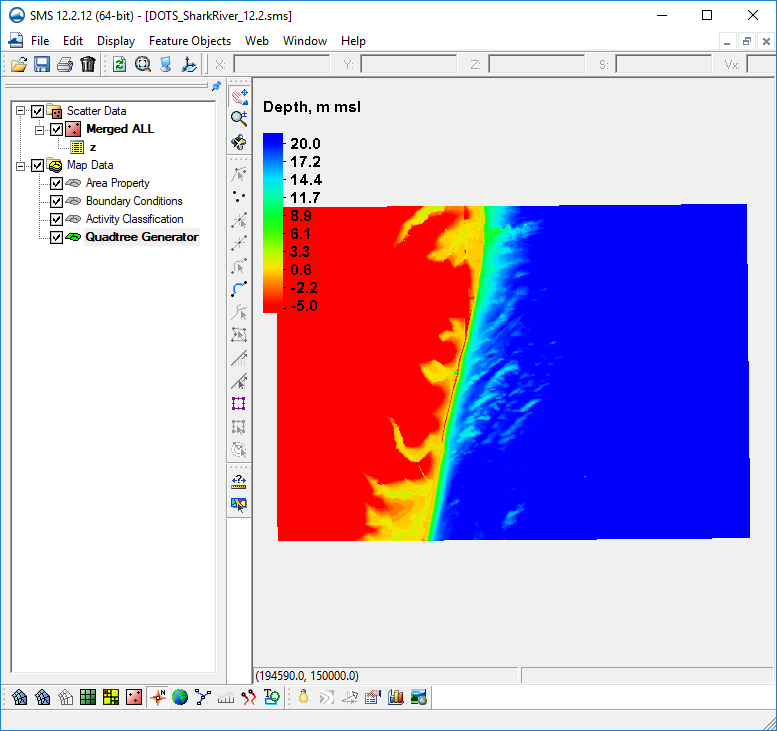 SMS 12.2.12 (64-bit) - [DOTS_SharkRiver_12.2.sms]
File Edit Display Feature Objects Web Window Help
X: Y: Z: S: Vx:
Scatter Data
Merged ALL
z
Map Data
Area Property
Boundary Conditions
Activity Classification
Quadtree Generator
Depth, m msl
20.0
17.2
14.4
11.7
8.9
6.1
3.3
0.6
-2.2
-5.0
(194590.0, 150000.0)